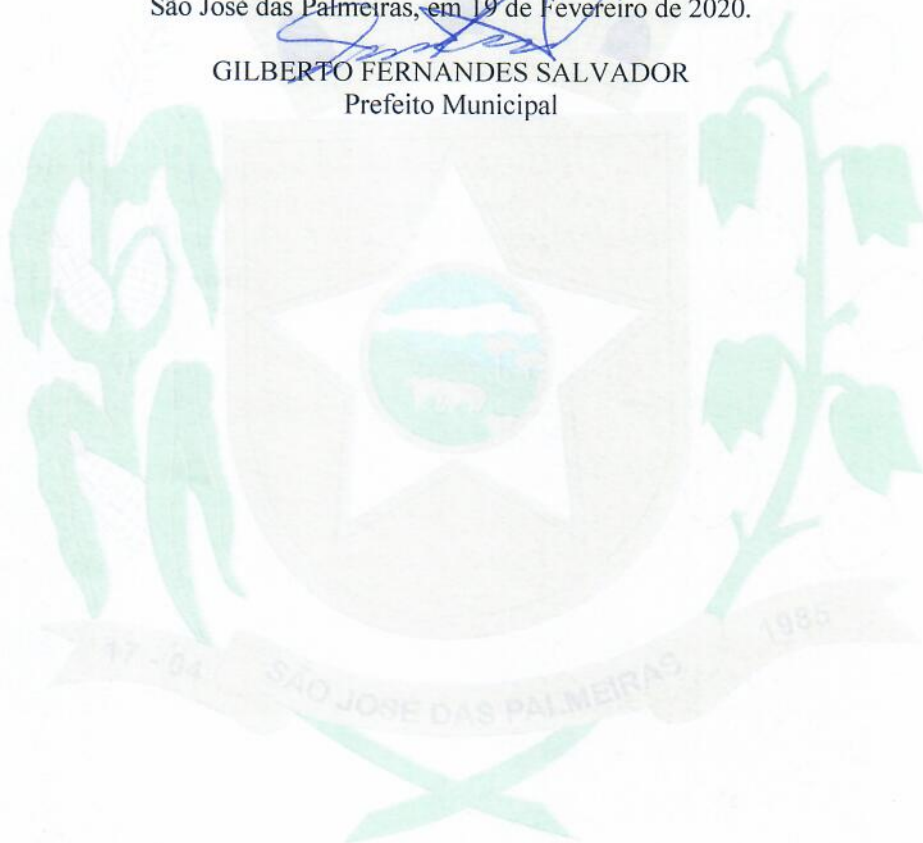 São José das Palmeiras, em 19 de Fevereiro de 2020.
GILBERTO FERNANDES SALVADOR
Prefeito Municipal
17 - 04 SÃO JOSE DAS PALMEIRAS 1985